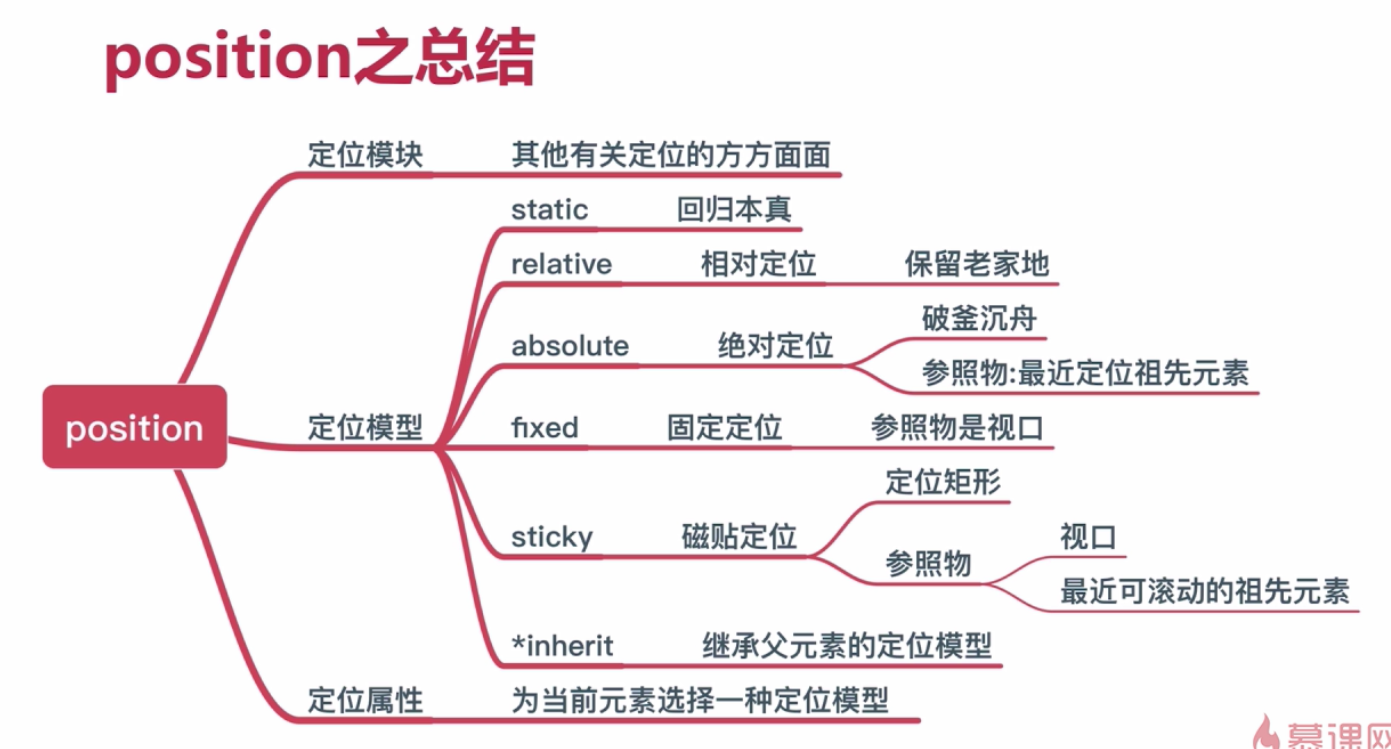 position之总结
定位模块 其他有关定位的方方面面
static 回归本真
relative 相对定位 保留老家地
破釜沉舟
absolute 绝对定位
参照物:最近定位祖先元素
position 定位模型 fixed 固定定位 参照物是视口
定位矩形
sticky 磁贴定位 视口
参照物
最近可滚动的祖先元素
*inherit 继承父元素的定位模型
定位属性 为当前元素选择一种定位模型
慕课网